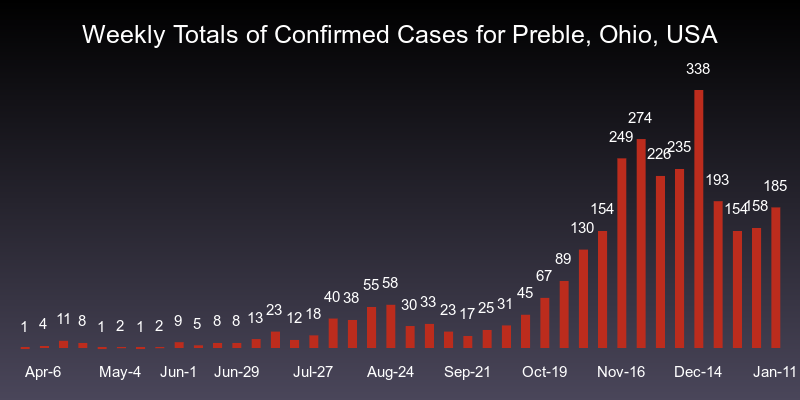 Weekly Totals of Confirmed Cases for Preble, Ohio, USA
1 4 11 8 1 2 1 2 9 5 8 8 13 23 12 18 40 38 55 58 30 33 23 17 25 31 45 67 89 130 154 249 274 226 235 338 193 154 158 185
Apr-6 May-4 Jun-1 Jun-29 Jul-27 Aug-24 Sep-21 Oct-19 Nov-16 Dec-14 Jan-11